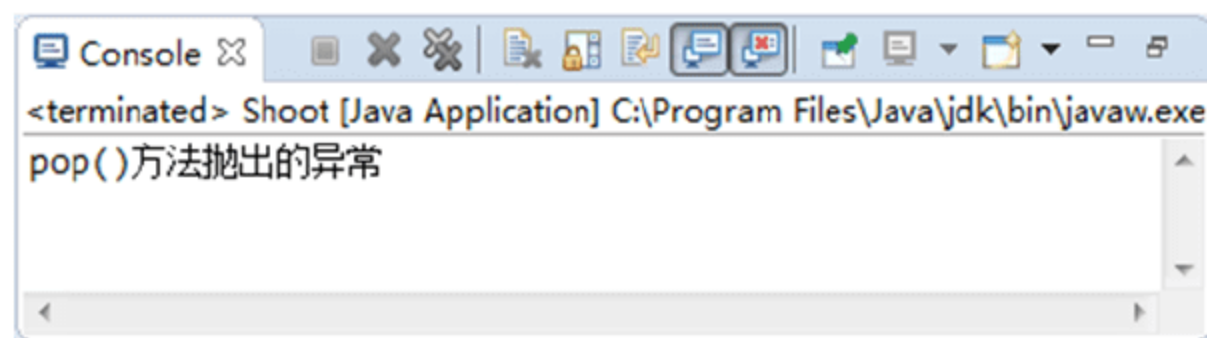 Console
<terminated> Shoot [Java Application] C:\Program Files\Java\jdk\bin\javaw.exe
pop()方法抛出的异常